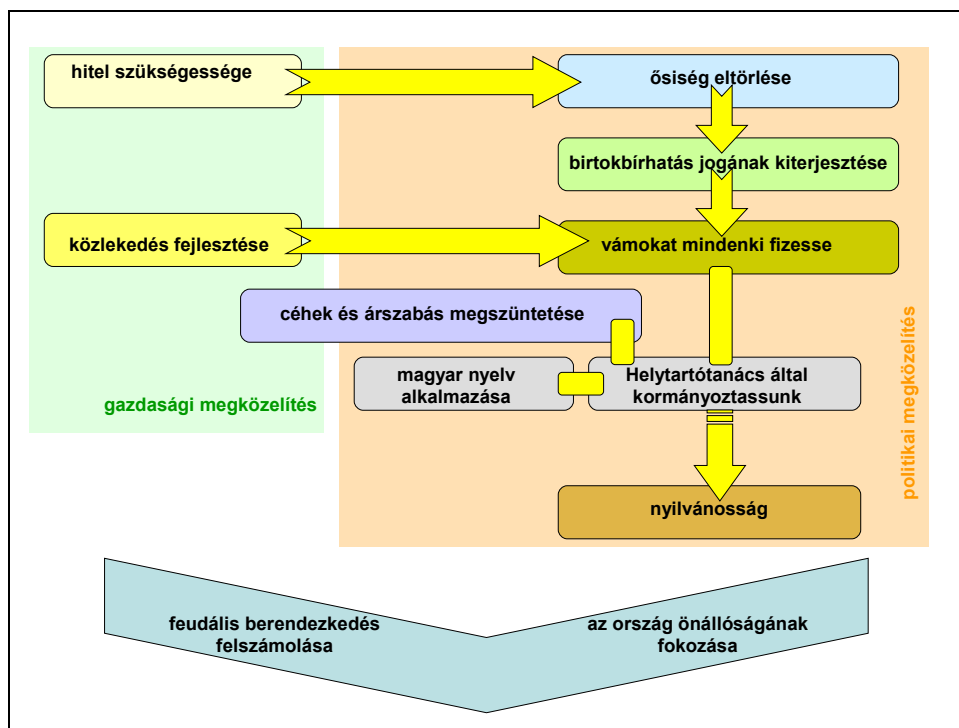 hitel szükségessége
ősiség eltörlése
birtokbírhatás jogának kiterjesztése
közlekedés fejlesztése
vámokat mindenki fizesse
céhek és árszabás megszüntetése
magyar nyelv
alkalmazása
Helytartótanács által
kormányoztassunk
gazdasági megközelítés
politikai megközelítés
nyilvánosság
feudális berendezkedés
felszámolása
az ország önállóságának
fokozása